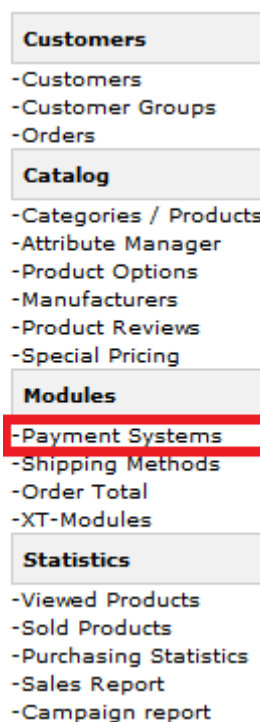 Customers
-Customers
-Customer Groups
-Orders
Catalog
-Categories / Products
-Attribute Manager
-Product Options
-Manufacturers
-Product Reviews
-Special Pricing
Modules
-Payment Systems
-Shipping Methods
-Order Total
-XT-Modules
Statistics
-Viewed Products
-Sold Products
-Purchasing Statistics
-Sales Report
-Campaign report